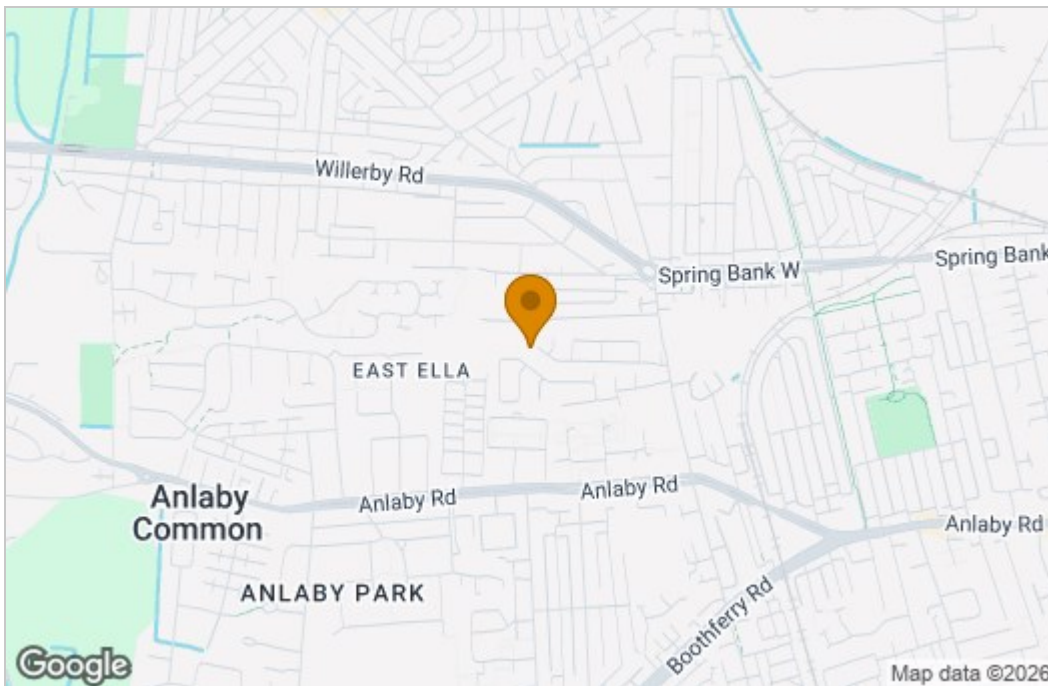 Willerby Rd
Spring Bank W
Spring Bank
EAST ELLA
Anlaby
Common
Anlaby Rd
Anlaby Rd
Anlaby Rd
ANLABY PARK
Boothferry Rd
Google
Map data ©2026